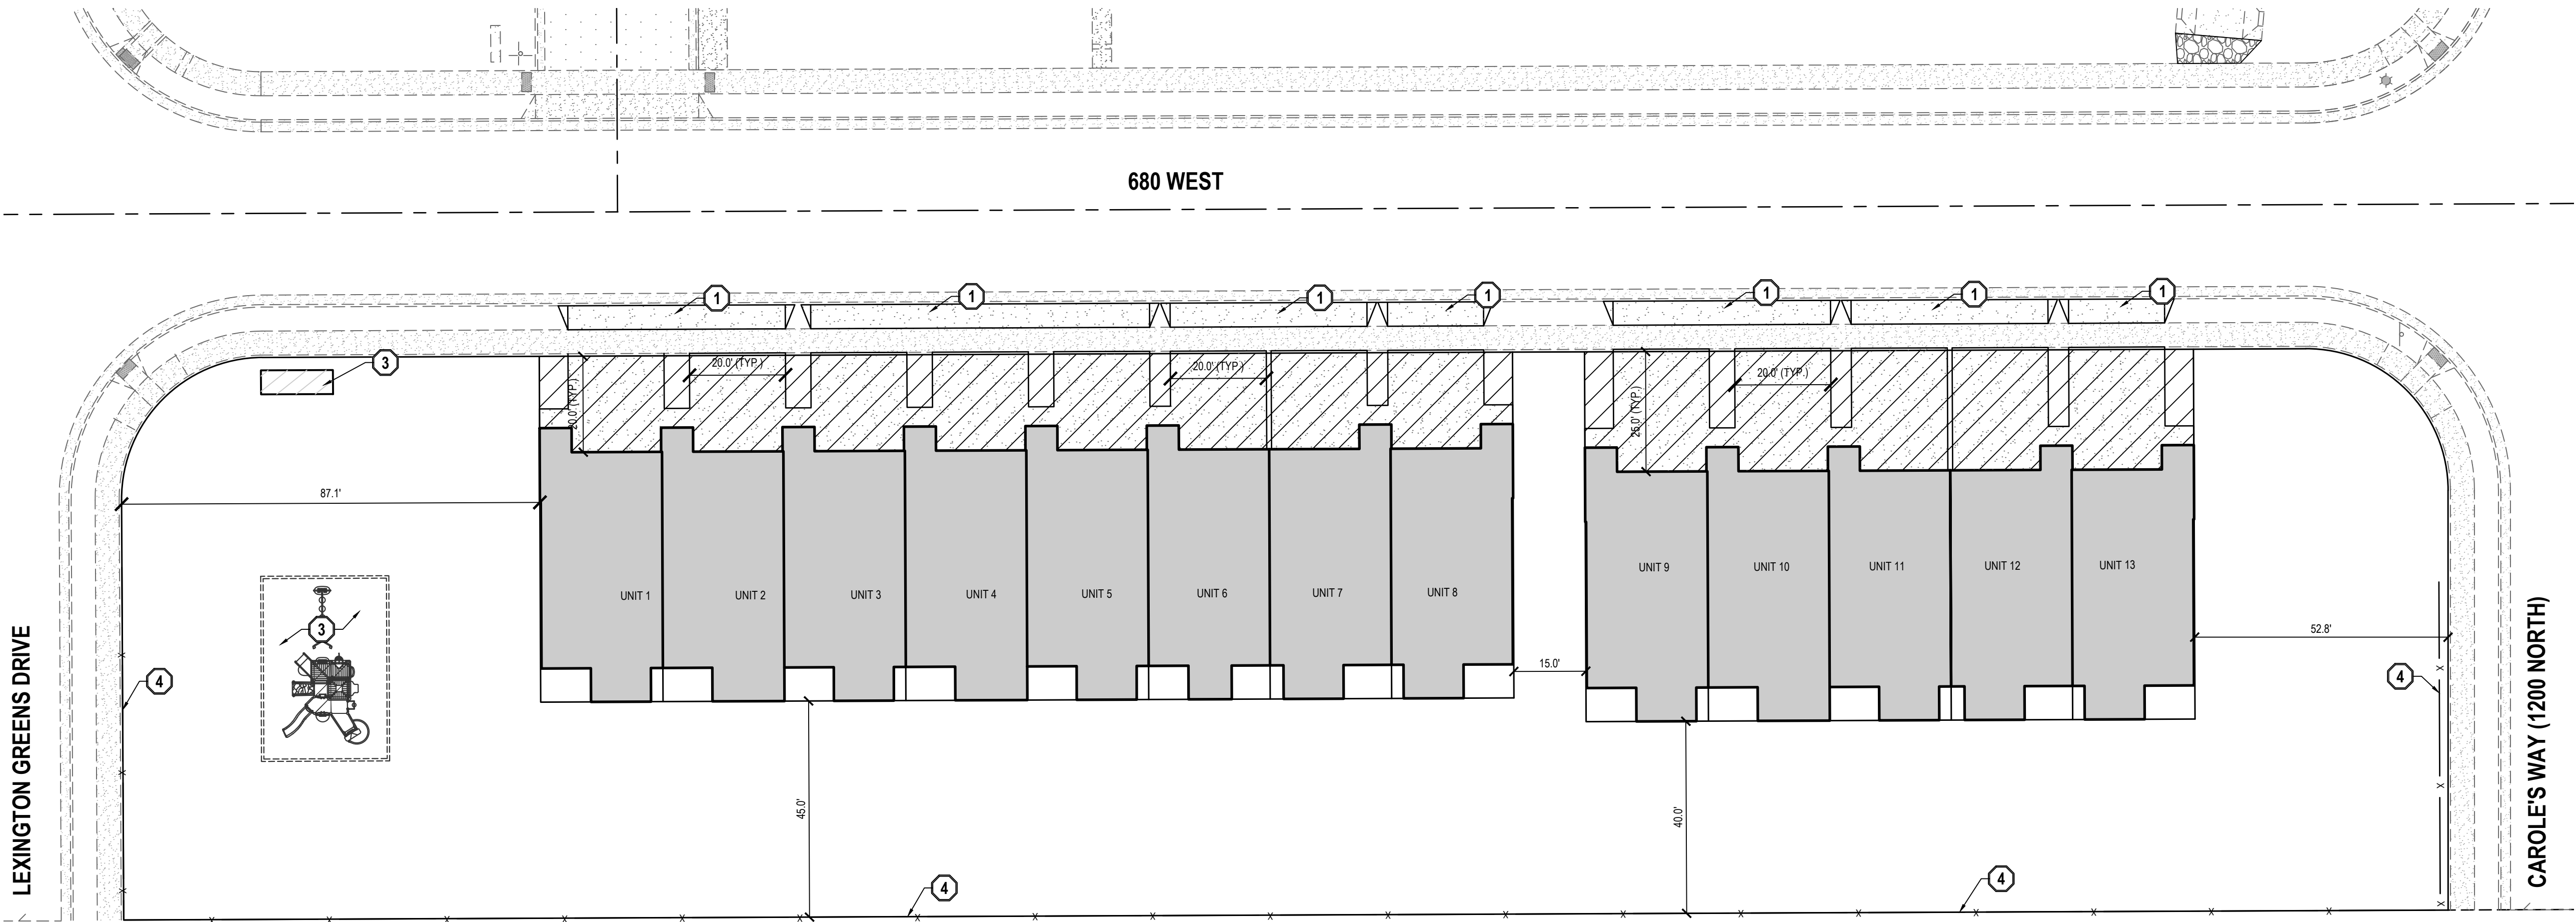 680 WEST
1
1
1
1
1
1
1
3
20.0' (TYP.)
20.0' (TYP.)
20.0' (TYP.)
20.0' (TYP.)
25.0' (TYP.)
87.1'
UNIT 1
UNIT 2
UNIT 3
UNIT 4
UNIT 5
UNIT 6
UNIT 7
UNIT 8
UNIT 9
UNIT 10
UNIT 11
UNIT 12
UNIT 13
3
52.8'
15.0'
4
4
45.0'
40.0'
4
4
LEXINGTON GREENS DRIVE
CAROLE'S WAY (1200 NORTH)